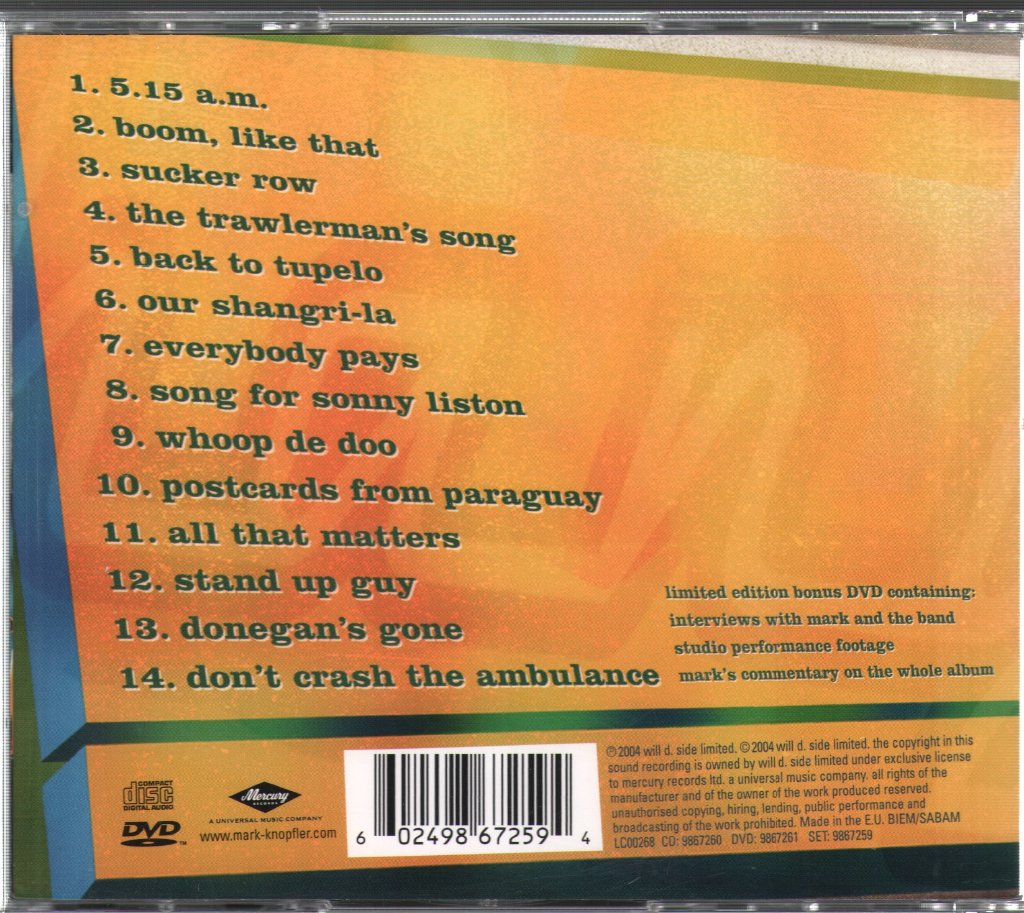 1. 5.15 a.m.
2. boom, like that
3. sucker row
4. the trawlerman's song
5. back to tupelo
6. our shangri-la
7. everybody pays
8. song for sonny liston
9. whoop de doo
10. postcards from paraguay
11. all that matters
12. stand up guy
13. donegan's gone
14. don't crash the ambulance
limited edition bonus DVD containing:
interviews with mark and the band
studio performance footage
mark's commentary on the whole album
COMPACT
disc
DIGITAL AUDIO
DVD™
Mercury
RECORDS
A UNIVERSAL MUSIC COMPANY
www.mark-knopfler.com
6 02498 67259 4
℗2004 will d. side limited. ©2004 will d. side limited. the copyright in this
sound recording is owned by will d. side limited under exclusive license
to mercury records ltd. a universal music company. all rights of the
manufacturer and of the owner of the work produced reserved.
unauthorised copying, hiring, lending, public performance and
broadcasting of the work prohibited. Made in the E.U. BIEM/SABAM
LC00268 CD: 9867260 DVD: 9867261 SET: 9867259